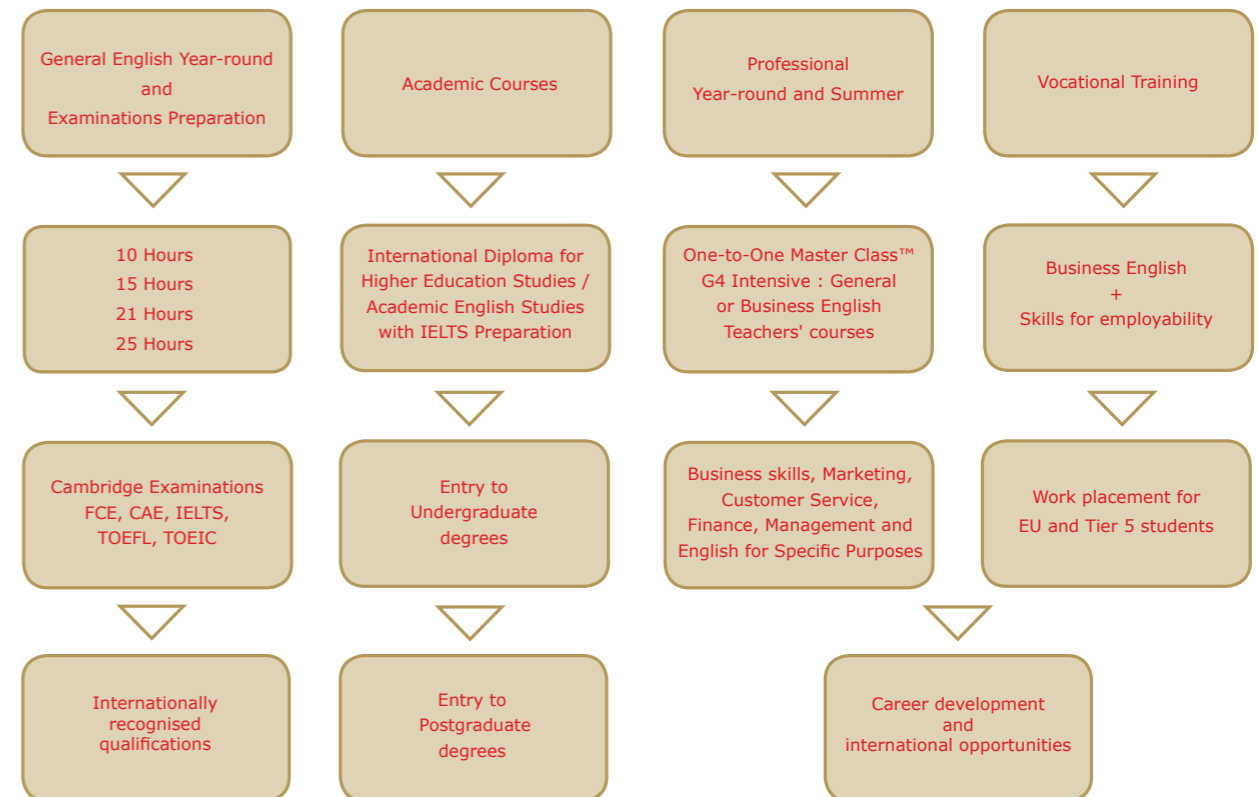 General English Year-round
and
Examinations Preparation
Academic Courses
Professional
Year-round and Summer
Vocational Training
10 Hours
15 Hours
21 Hours
25 Hours
International Diploma for
Higher Education Studies /
Academic English Studies
with IELTS Preparation
One-to-One Master Class™
G4 Intensive : General
or Business English
Teachers' courses
Business English
+
Skills for employability
Cambridge Examinations
FCE, CAE, IELTS,
TOEFL, TOEIC
Entry to
Undergraduate
degrees
Business skills, Marketing,
Customer Service,
Finance, Management and
English for Specific Purposes
Work placement for
EU and Tier 5 students
Internationally
recognised
qualifications
Entry to
Postgraduate
degrees
Career development
and
international opportunities